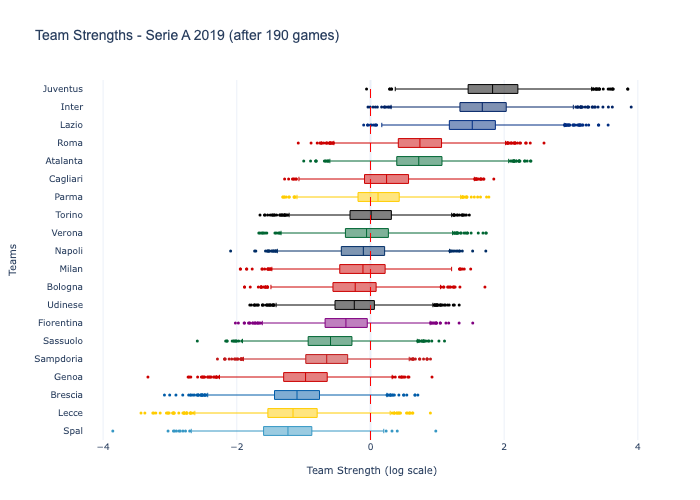 Team Strengths - Serie A 2019 (after 190 games)
Juventus
Inter
Lazio
Roma
Atalanta
Cagliari
Parma
Torino
Verona
Napoli
Milan
Bologna
Udinese
Fiorentina
Sassuolo
Sampdoria
Genoa
Brescia
Lecce
Spal
Teams
−4 −2 0 2 4
Team Strength (log scale)